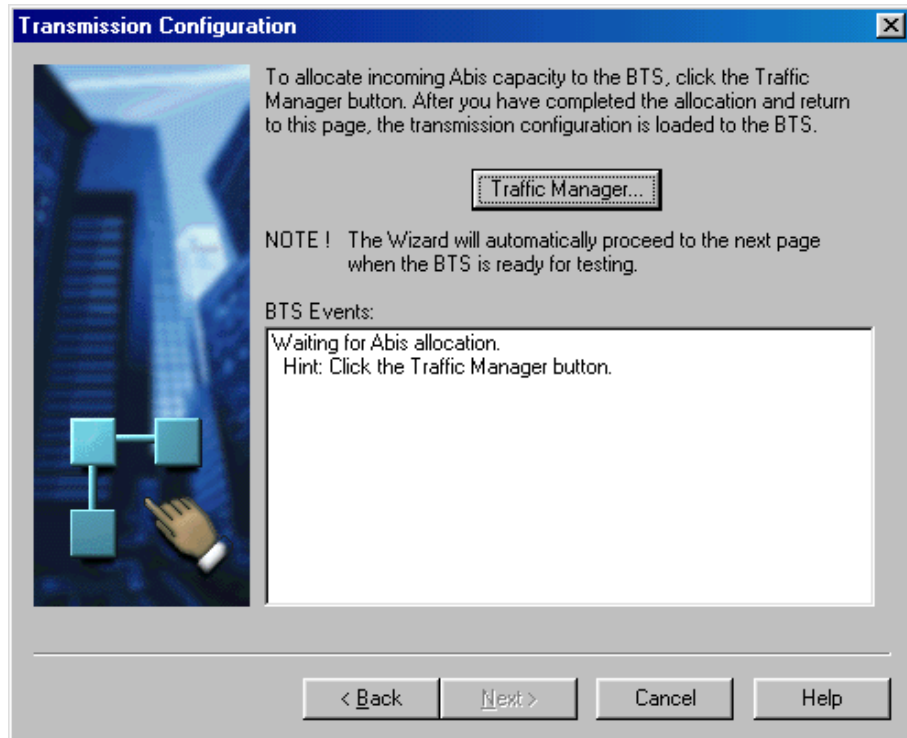 Transmission Configuration
To allocate incoming Abis capacity to the BTS, click the Traffic
Manager button. After you have completed the allocation and return
to this page, the transmission configuration is loaded to the BTS.
Traffic Manager...
NOTE ! The Wizard will automatically proceed to the next page
when the BTS is ready for testing.
BTS Events:
Waiting for Abis allocation.
Hint: Click the Traffic Manager button.
< Back Next > Cancel Help